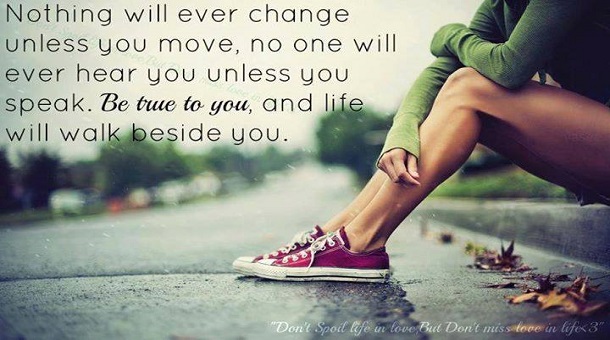 Nothing will ever change
unless you move, no one will
ever hear you unless you
speak. Be true to you, and life
will walk beside you.
"Don't Spoil life in love But Don't miss love in life<3"